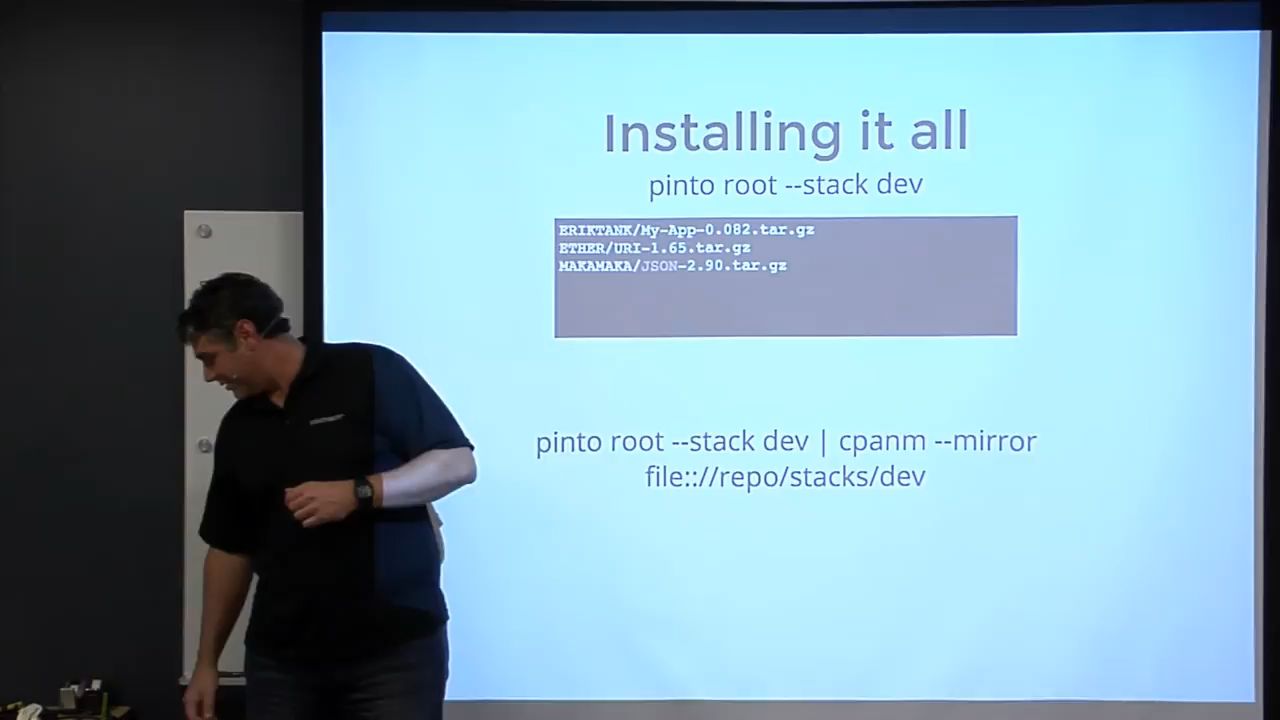 Installing it all
pinto root --stack dev
ERIKTANK/My-App-0.082.tar.gz
ETHER/URI-1.65.tar.gz
MAKAMAKA/JSON-2.90.tar.gz
pinto root --stack dev | cpanm --mirror
file:://repo/stacks/dev